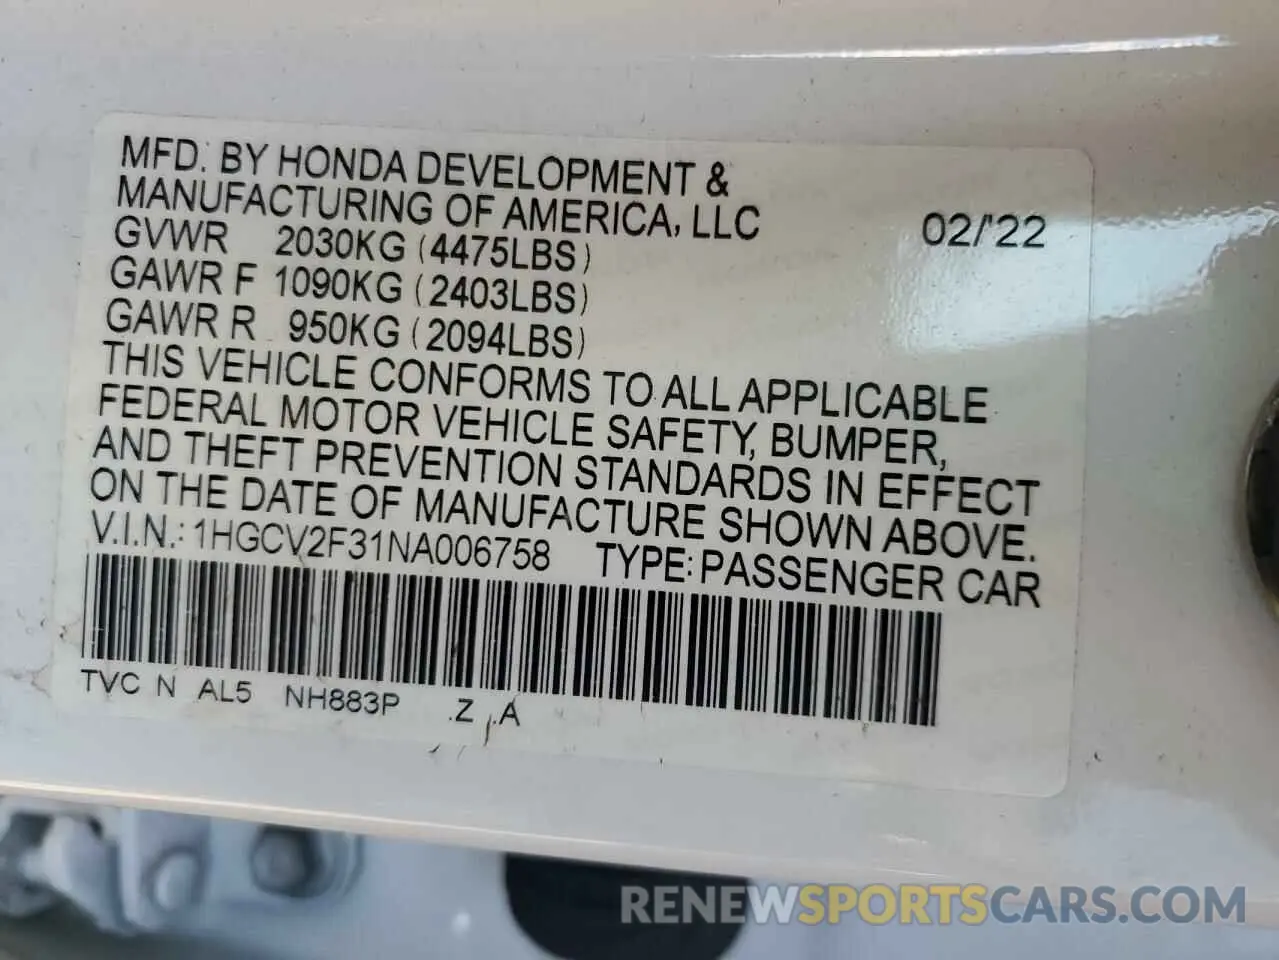 MFD. BY HONDA DEVELOPMENT &
MANUFACTURING OF AMERICA, LLC 02/'22
GVWR 2030KG (4475LBS)
GAWR F 1090KG (2403LBS)
GAWR R 950KG (2094LBS)
THIS VEHICLE CONFORMS TO ALL APPLICABLE
FEDERAL MOTOR VEHICLE SAFETY, BUMPER,
AND THEFT PREVENTION STANDARDS IN EFFECT
ON THE DATE OF MANUFACTURE SHOWN ABOVE.
V.I.N.: 1HGCV2F31NA006758 TYPE: PASSENGER CAR
TVC N AL5 NH883P Z A
RENEWSPORTSCARS.COM